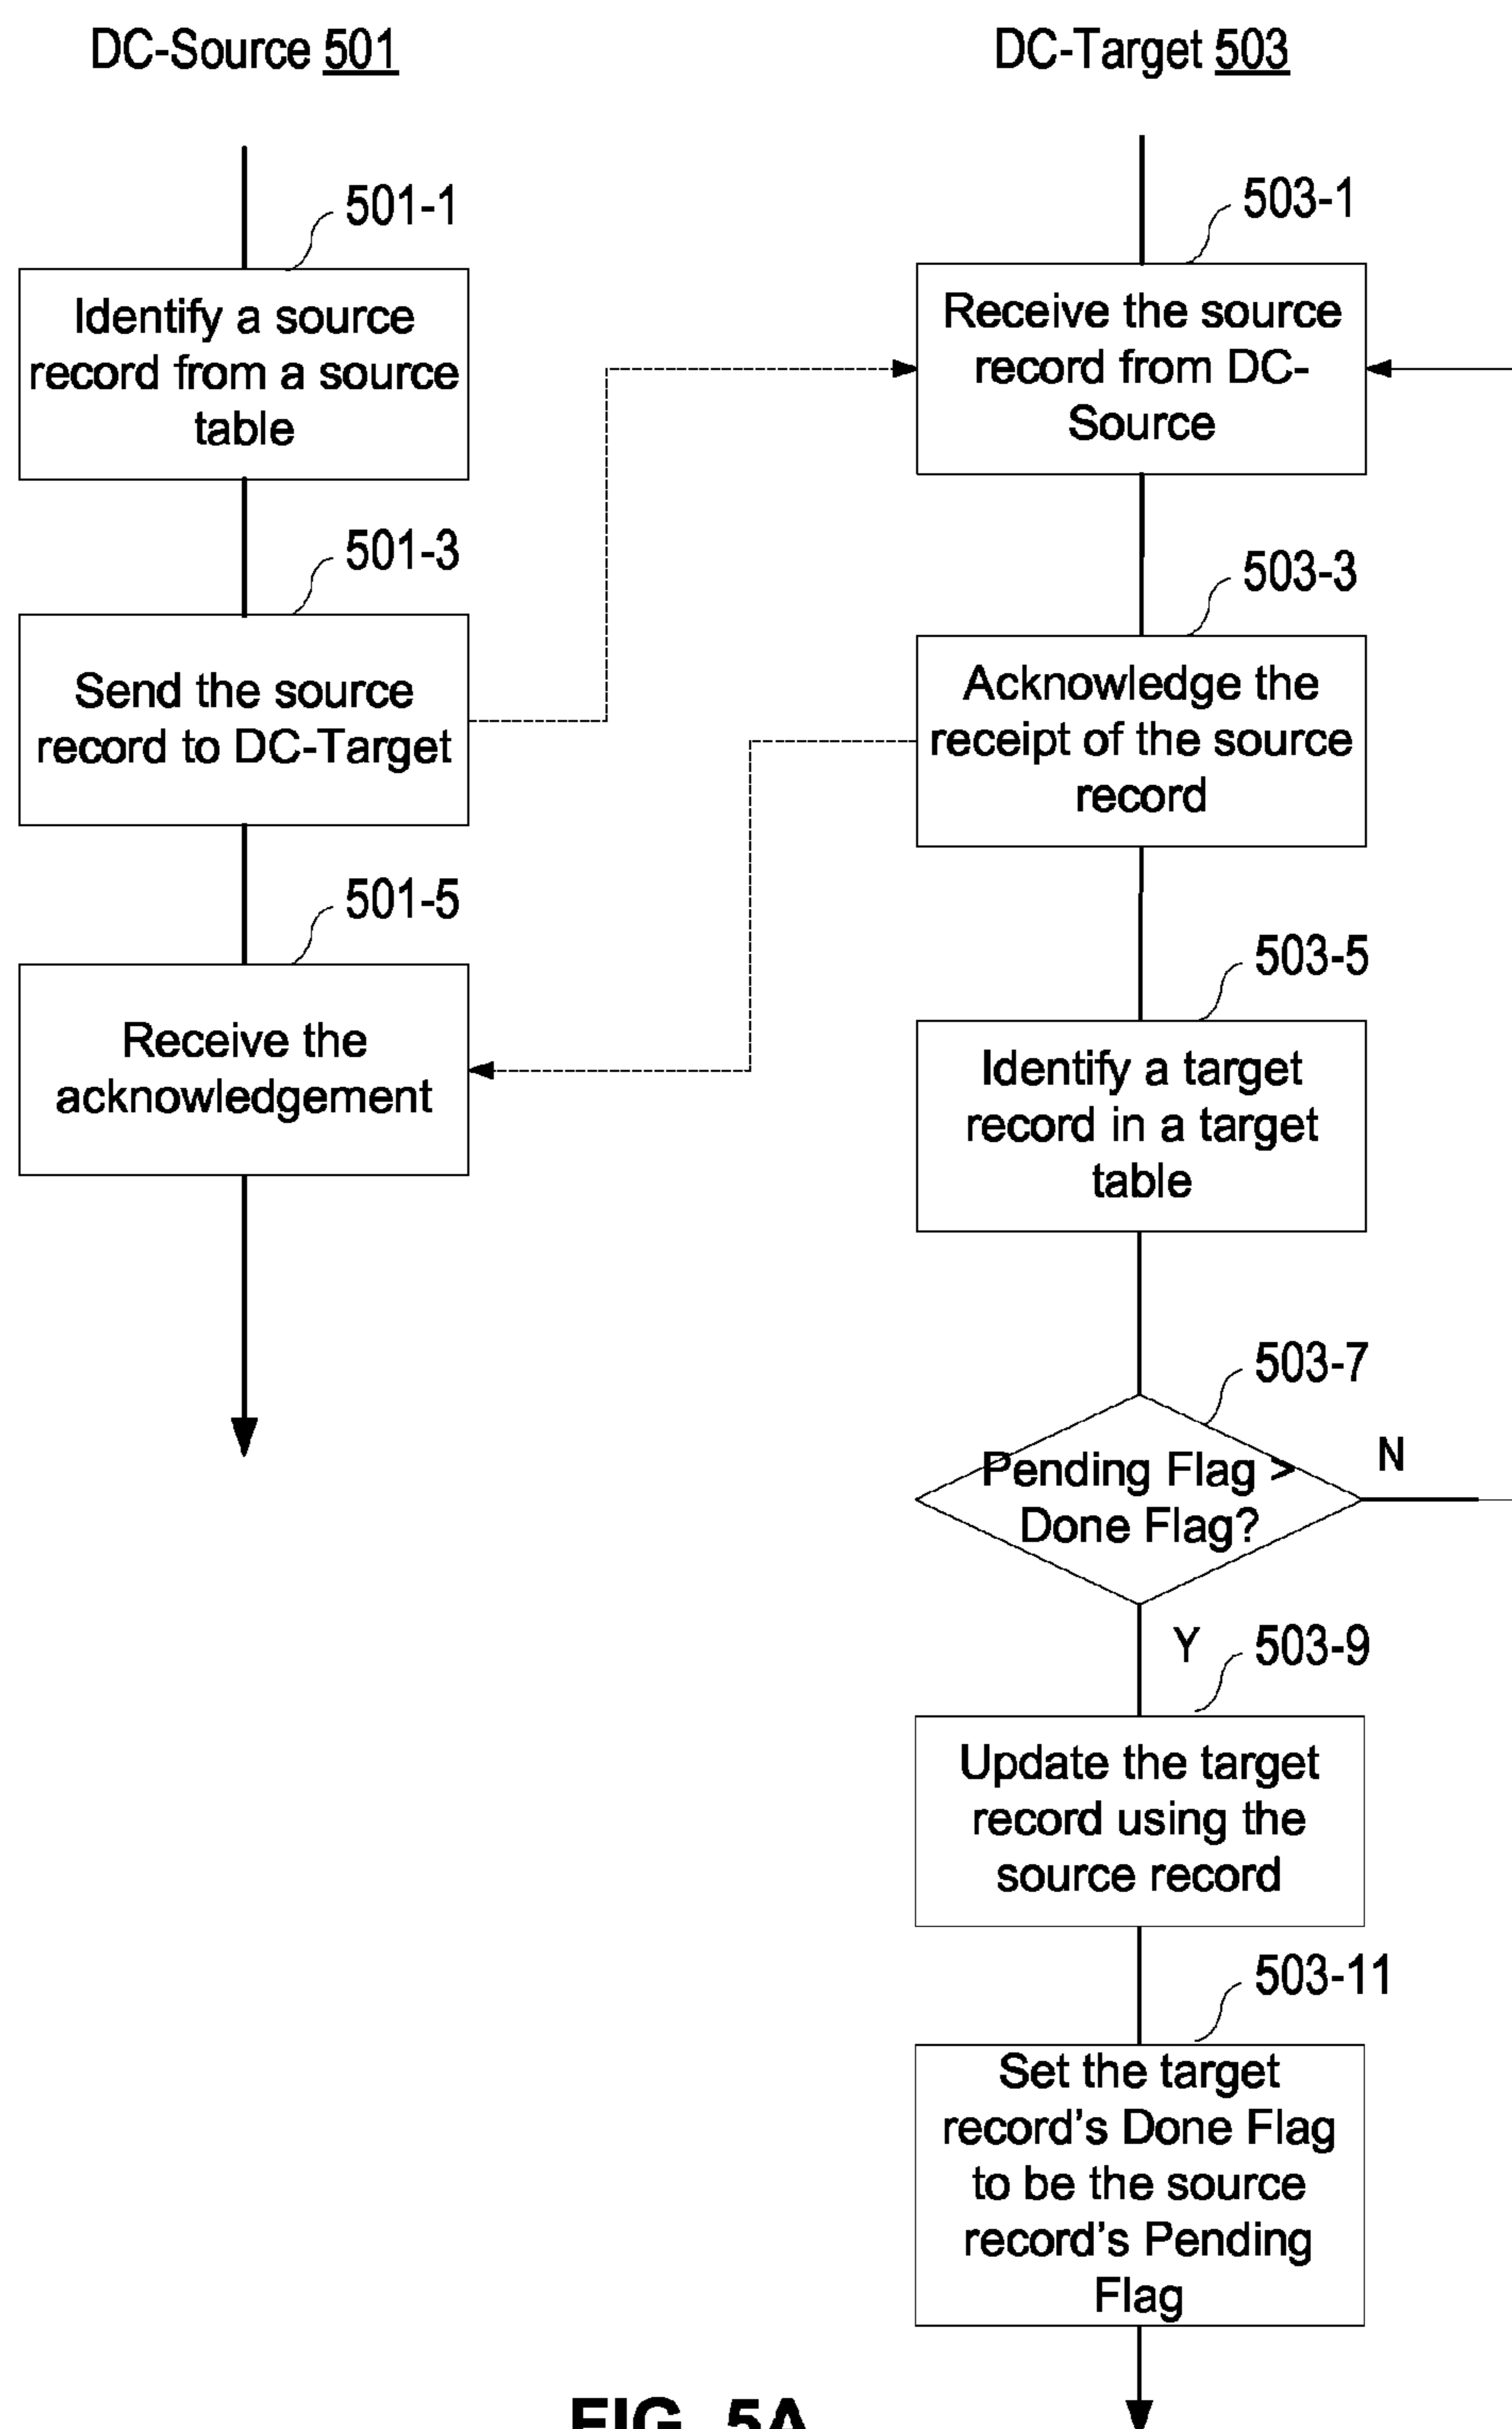 DC-Source 501
501-1
Identify a source
record from a source
table
501-3
Send the source
record to DC-Target
501-5
Receive the
acknowledgement
DC-Target 503
503-1
Receive the source
record from DC-
Source
503-3
Acknowledge the
receipt of the source
record
503-5
Identify a target
record in a target
table
503-7
Pending Flag >
Done Flag?
N
Y
503-9
Update the target
record using the
source record
503-11
Set the target
record’s Done Flag
to be the source
record’s Pending
Flag
FIG. 5A